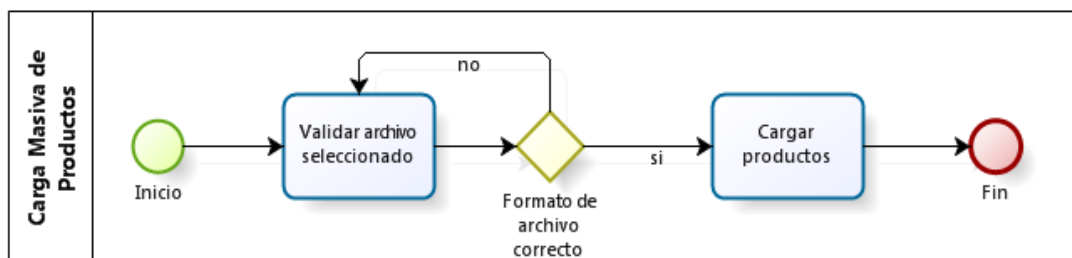 Carga Masiva de
Productos
Inicio
Validar archivo
seleccionado
no
Formato de
archivo
correcto
si
Cargar
productos
Fin